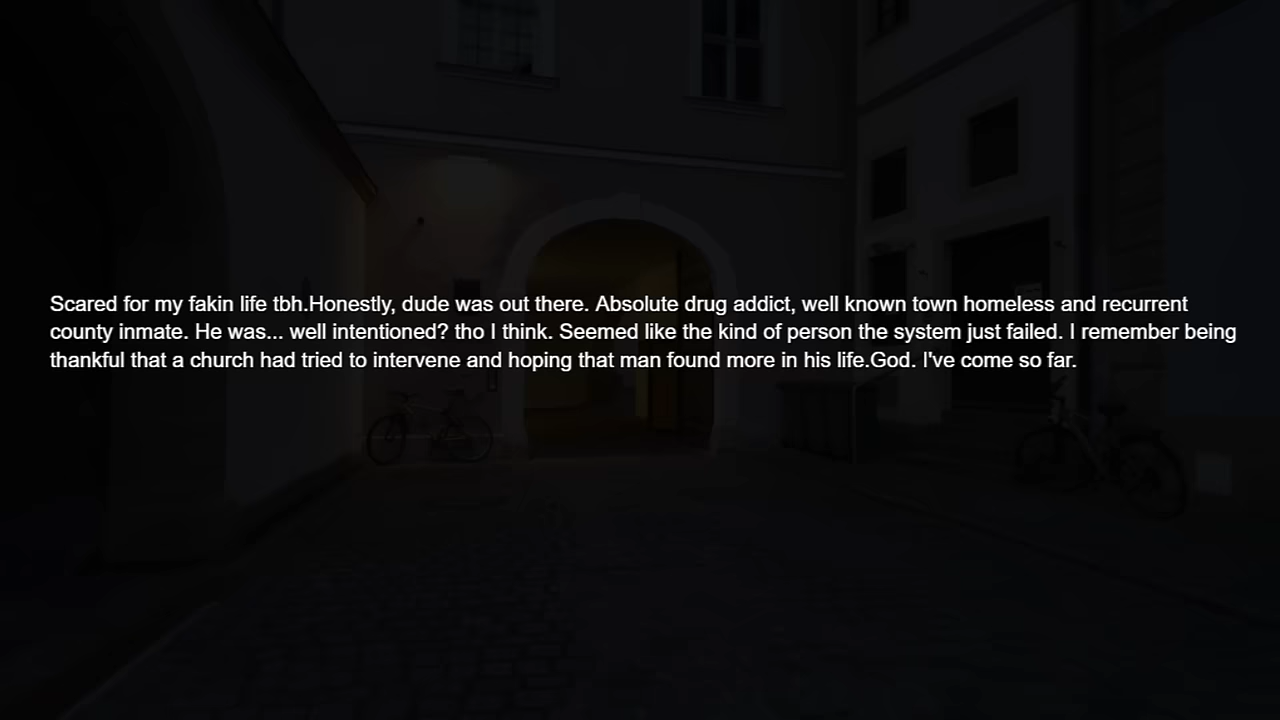 Scared for my fakin life tbh.Honestly, dude was out there. Absolute drug addict, well known town homeless and recurrent
county inmate. He was... well intentioned? tho I think. Seemed like the kind of person the system just failed. I remember being
thankful that a church had tried to intervene and hoping that man found more in his life.God. I've come so far.